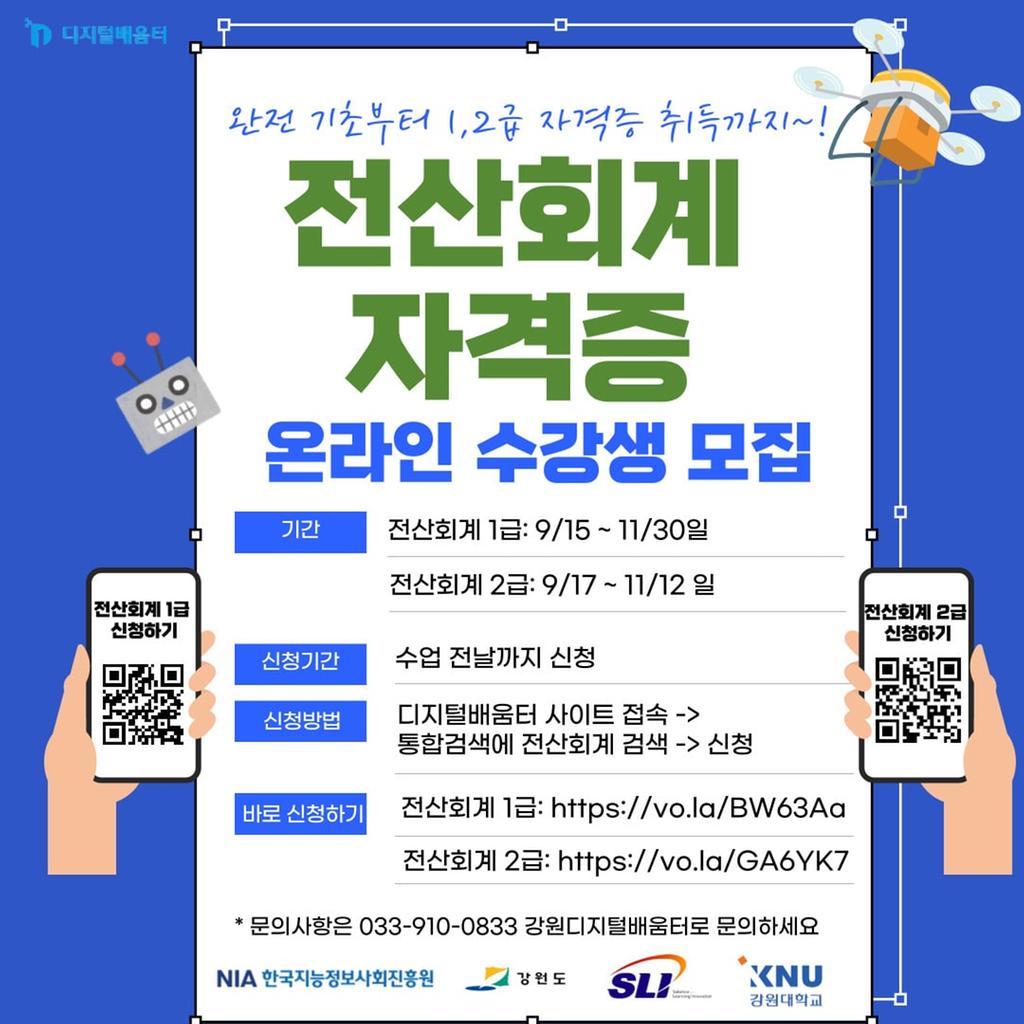 디지털배움터
완전 기초부터 1,2급 자격증 취득까지~!
전산회계
자격증
온라인 수강생 모집
기간
전산회계 1급: 9/15 ~ 11/30일
전산회계 2급: 9/17 ~ 11/12 일
전산회계 1급
신청하기
전산회계 2급
신청하기
신청기간
수업 전날까지 신청
신청방법
디지털배움터 사이트 접속 ->
통합검색에 전산회계 검색 -> 신청
바로 신청하기
전산회계 1급: https://vo.la/BW63Aa
전산회계 2급: https://vo.la/GA6YK7
* 문의사항은 033-910-0833 강원디지털배움터로 문의하세요
NIA 한국지능정보사회진흥원
강원도
SLI
KNU
강원대학교